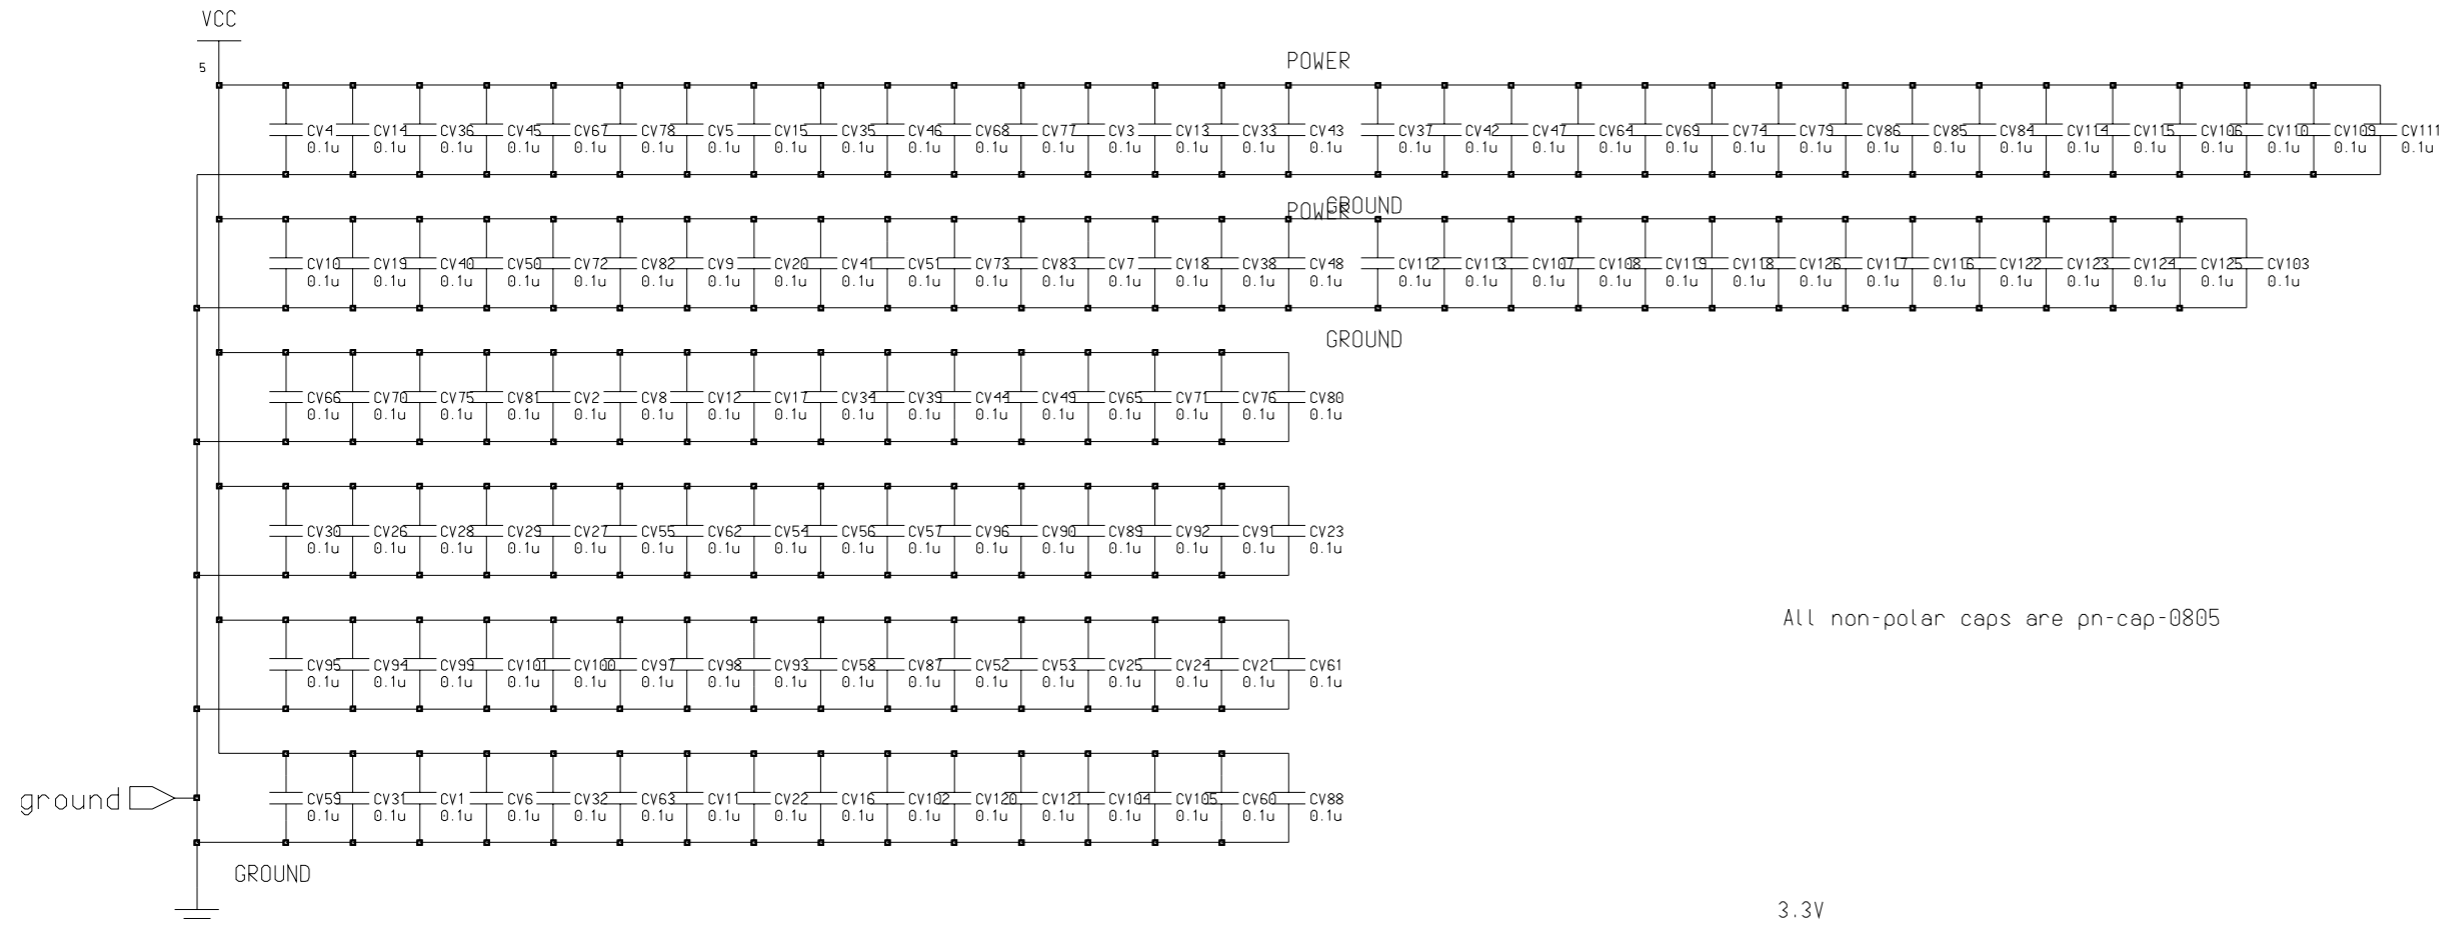 VCC
5
POWER
CV4 CV14 CV36 CV45 CV67 CV78 CV5 CV15 CV35 CV46 CV68 CV77 CV3 CV13 CV33 CV43 CV37 CV42 CV47 CV64 CV69 CV74 CV79 CV86 CV85 CV84 CV114 CV115 CV106 CV110 CV109 CV111
0.1u 0.1u 0.1u 0.1u 0.1u 0.1u 0.1u 0.1u 0.1u 0.1u 0.1u 0.1u 0.1u 0.1u 0.1u 0.1u 0.1u 0.1u 0.1u 0.1u 0.1u 0.1u 0.1u 0.1u 0.1u 0.1u 0.1u 0.1u 0.1u 0.1u 0.1u 0.1u
GROUND
POWER
CV10 CV19 CV40 CV50 CV72 CV82 CV9 CV20 CV41 CV51 CV73 CV83 CV7 CV18 CV38 CV48 CV112 CV113 CV107 CV108 CV119 CV118 CV126 CV117 CV116 CV122 CV123 CV124 CV125 CV103
0.1u 0.1u 0.1u 0.1u 0.1u 0.1u 0.1u 0.1u 0.1u 0.1u 0.1u 0.1u 0.1u 0.1u 0.1u 0.1u 0.1u 0.1u 0.1u 0.1u 0.1u 0.1u 0.1u 0.1u 0.1u 0.1u 0.1u 0.1u 0.1u 0.1u
GROUND
CV66 CV70 CV75 CV81 CV2 CV8 CV12 CV17 CV34 CV39 CV44 CV49 CV65 CV71 CV76 CV80
0.1u 0.1u 0.1u 0.1u 0.1u 0.1u 0.1u 0.1u 0.1u 0.1u 0.1u 0.1u 0.1u 0.1u 0.1u 0.1u
CV30 CV26 CV28 CV29 CV27 CV55 CV62 CV54 CV56 CV57 CV96 CV90 CV89 CV92 CV91 CV23
0.1u 0.1u 0.1u 0.1u 0.1u 0.1u 0.1u 0.1u 0.1u 0.1u 0.1u 0.1u 0.1u 0.1u 0.1u 0.1u
All non-polar caps are pn-cap-0805
CV95 CV94 CV99 CV101 CV100 CV97 CV98 CV93 CV58 CV87 CV52 CV53 CV25 CV24 CV21 CV61
0.1u 0.1u 0.1u 0.1u 0.1u 0.1u 0.1u 0.1u 0.1u 0.1u 0.1u 0.1u 0.1u 0.1u 0.1u 0.1u
ground
CV59 CV31 CV1 CV6 CV32 CV63 CV11 CV22 CV16 CV102 CV120 CV121 CV104 CV105 CV60 CV88
0.1u 0.1u 0.1u 0.1u 0.1u 0.1u 0.1u 0.1u 0.1u 0.1u 0.1u 0.1u 0.1u 0.1u 0.1u 0.1u
GROUND
3.3V